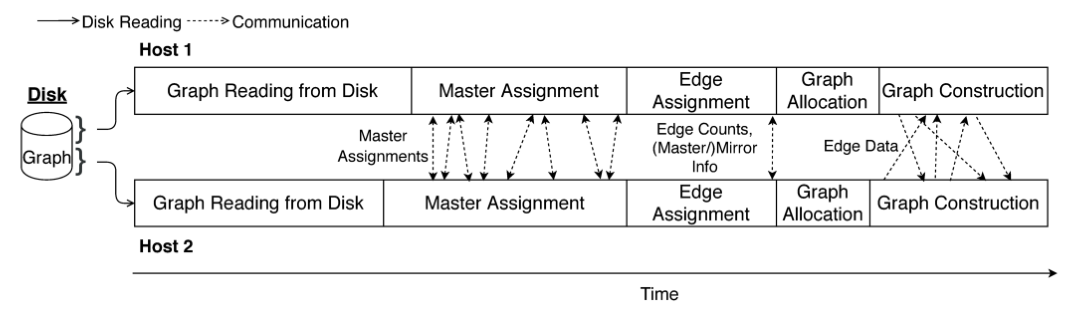 Disk Reading
Communication
Host 1
Disk
Graph
Graph Reading from Disk
Master Assignment
Edge
Assignment
Graph
Allocation
Graph Construction
Master
Assignments
Edge Counts,
(Master/)Mirror
Info
Edge Data
Graph Reading from Disk
Master Assignment
Edge
Assignment
Graph
Allocation
Graph Construction
Host 2
Time